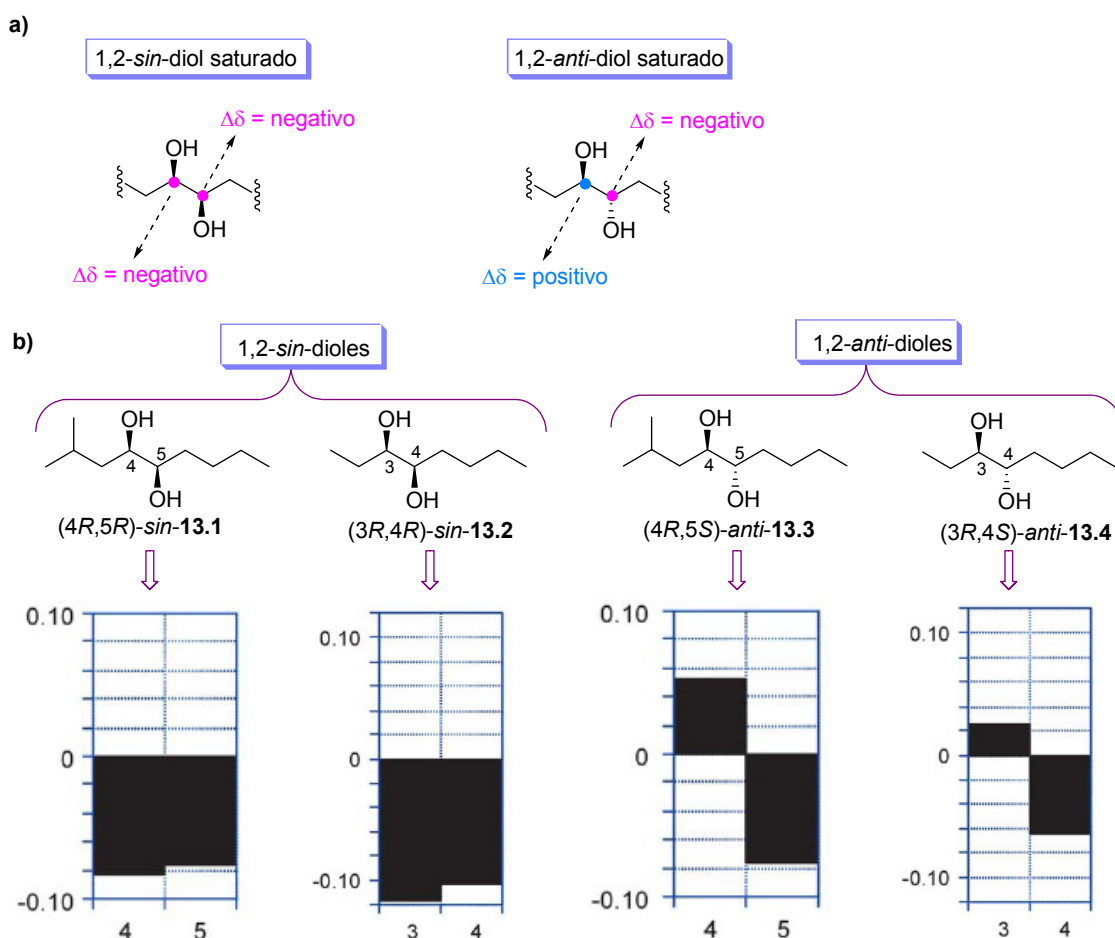 a)
1,2-sin-diol saturado
1,2-anti-diol saturado
Δδ = negativo
OH
OH
Δδ = negativo
Δδ = negativo
OH
OH
Δδ = positivo
b)
1,2-sin-dioles
1,2-anti-dioles
OH
4
5
OH
(4R,5R)-sin-13.1
OH
3
4
OH
(3R,4R)-sin-13.2
OH
4
5
OH
(4R,5S)-anti-13.3
OH
3
4
OH
(3R,4S)-anti-13.4
0.10
0
-0.10
4 5
0.10
0
-0.10
3 4
0.10
0
-0.10
4 5
0.10
0
-0.10
3 4